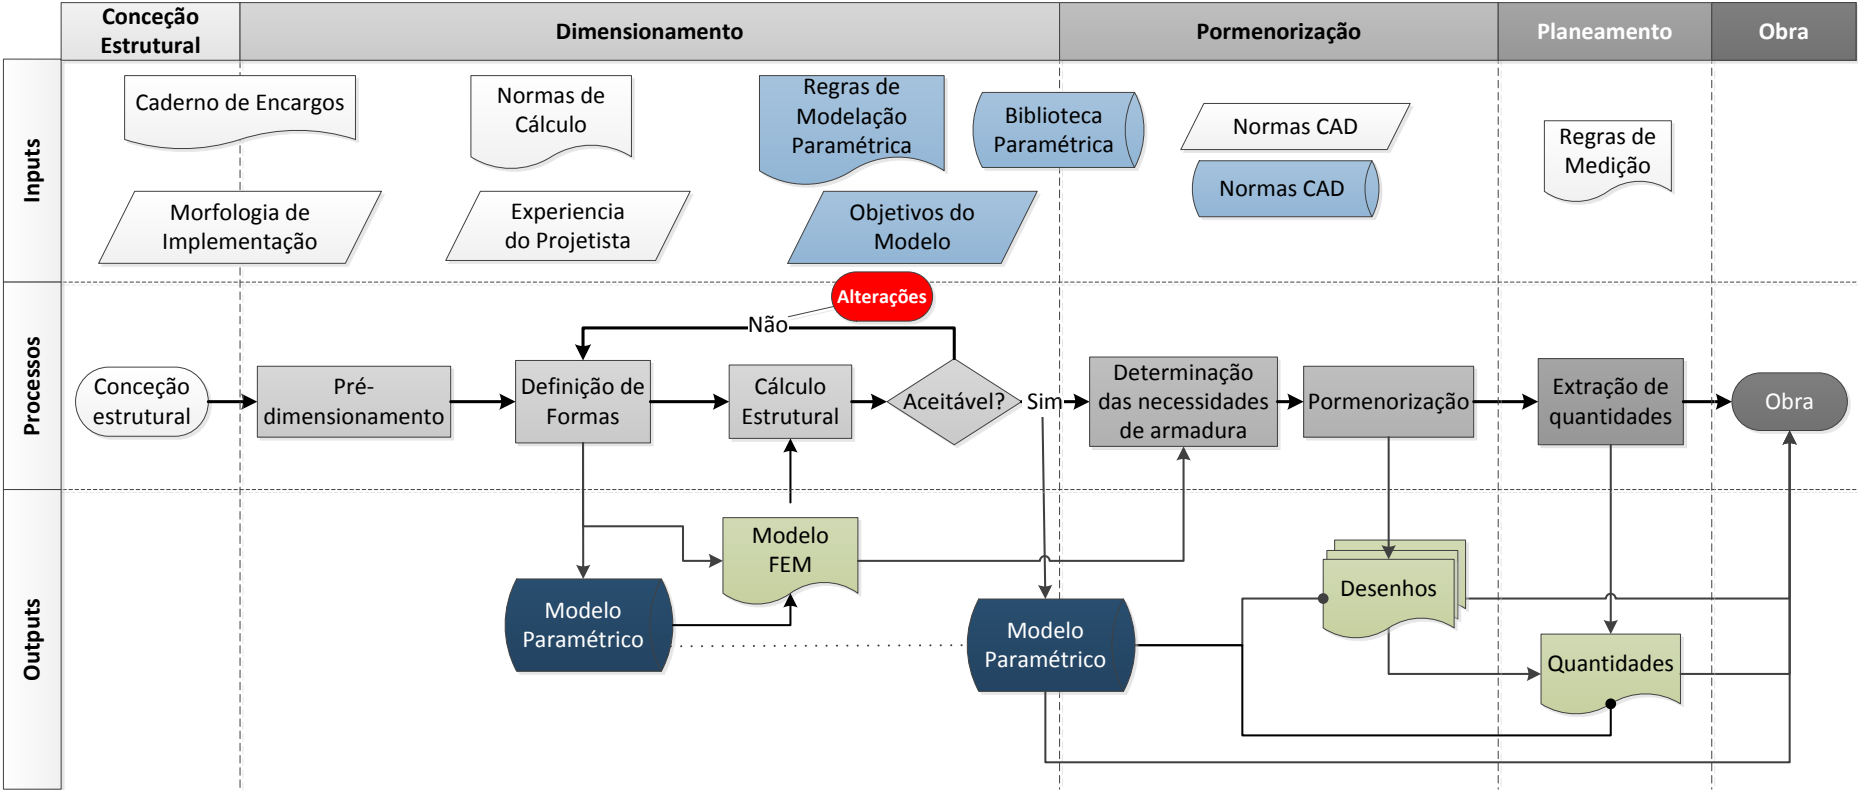 Conceção
Estrutural
Dimensionamento
Pormenorização
Planeamento
Obra
Inputs
Caderno de Encargos
Normas de
Cálculo
Regras de
Modelação
Paramétrica
Biblioteca
Paramétrica
Normas CAD
Normas CAD
Regras de
Medição
Morfologia de
Implementação
Experiencia
do Projetista
Objetivos do
Modelo
Processos
Alterações
Não
Conceção
estrutural
Pré-
dimensionamento
Definição de
Formas
Cálculo
Estrutural
Aceitável?
Sim
Determinação
das necessidades
de armadura
Pormenorização
Extração de
quantidades
Obra
Outputs
Modelo
FEM
Modelo
Paramétrico
Modelo
Paramétrico
Desenhos
Quantidades